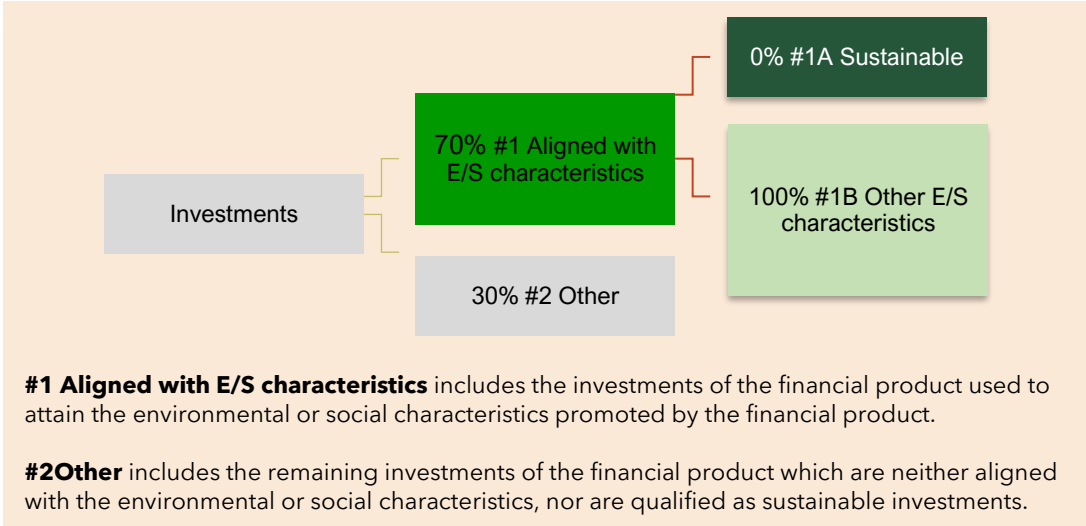 0% #1A Sustainable
70% #1 Aligned with
E/S characteristics
Investments
100% #1B Other E/S
characteristics
30% #2 Other
#1 Aligned with E/S characteristics includes the investments of the financial product used to
attain the environmental or social characteristics promoted by the financial product.
#2Other includes the remaining investments of the financial product which are neither aligned
with the environmental or social characteristics, nor are qualified as sustainable investments.